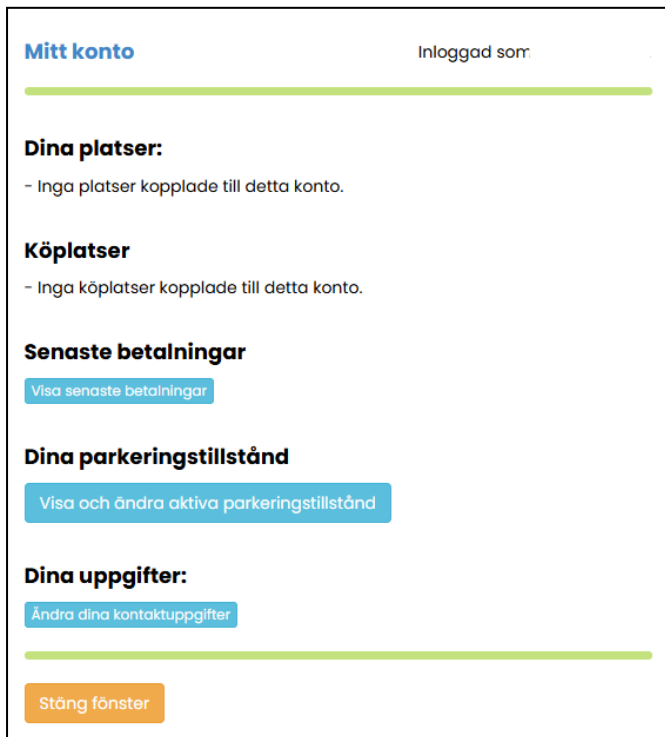 Mitt konto
Inloggad som
Dina platser:
- Inga platser kopplade till detta konto.
Köplatser
- Inga köplatser kopplade till detta konto.
Senaste betalningar
Visa senaste betalningar
Dina parkeringstillstånd
Visa och ändra aktiva parkeringstillstånd
Dina uppgifter:
Ändra dina kontaktuppgifter
Stäng fönster